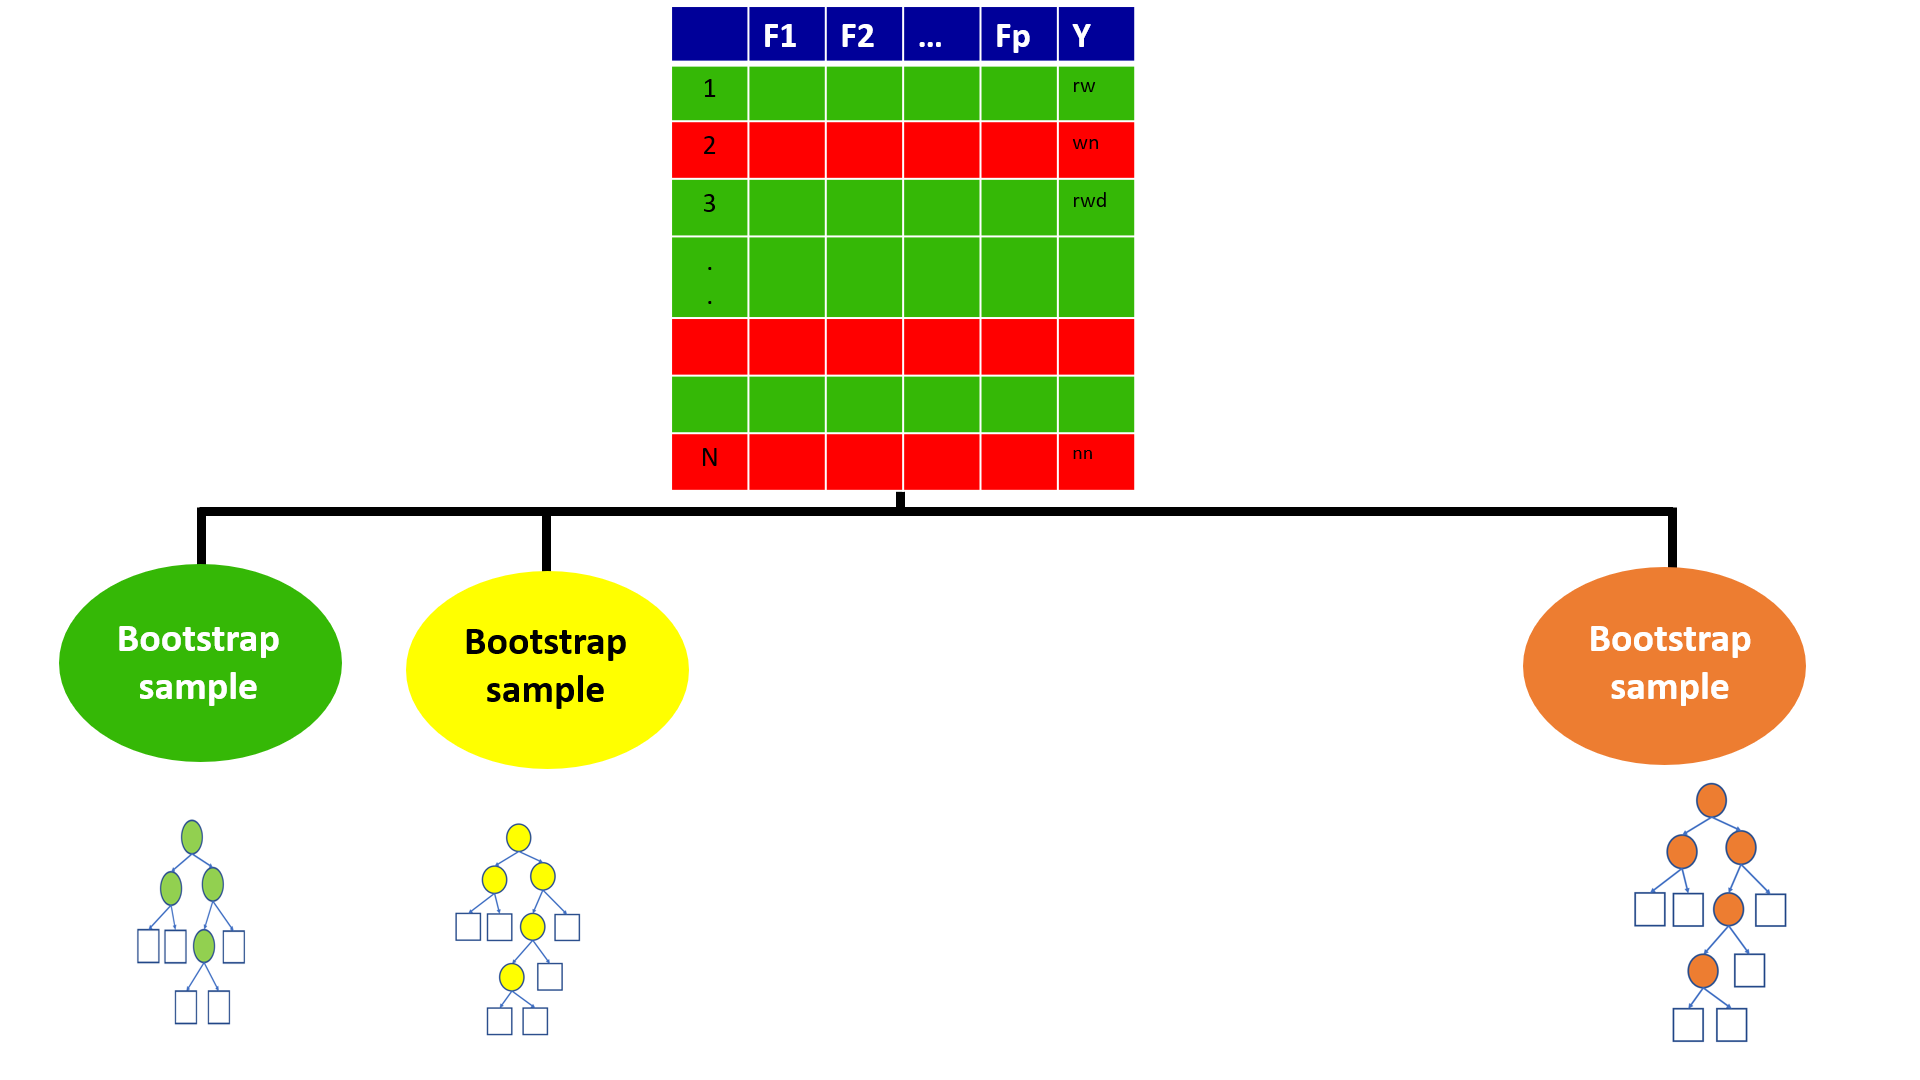 F1 F2 ... Fp Y
1 rw
2 wn
3 rwd
.
.
N nn
Bootstrap sample
Bootstrap sample
Bootstrap sample